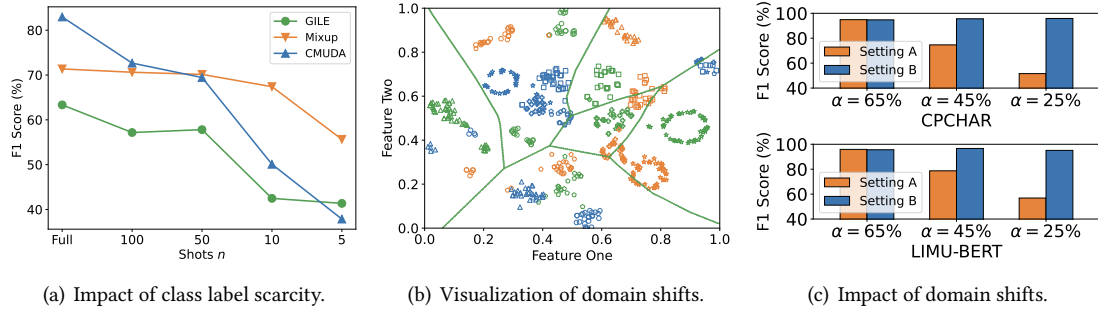 F1 Score (%)
80
70
60
50
40
Full 100 50 10 5
Shots n
GILE
Mixup
CMUDA
(a) Impact of class label scarcity.
Feature Two
1.0
0.8
0.6
0.4
0.2
0.0
0.0 0.2 0.4 0.6 0.8 1.0
Feature One
(b) Visualization of domain shifts.
F1 Score (%)
100
80
60
40
Setting A
Setting B
α = 65% α = 45% α = 25%
CPCHAR
F1 Score (%)
100
80
60
40
Setting A
Setting B
α = 65% α = 45% α = 25%
LIMU-BERT
(c) Impact of domain shifts.